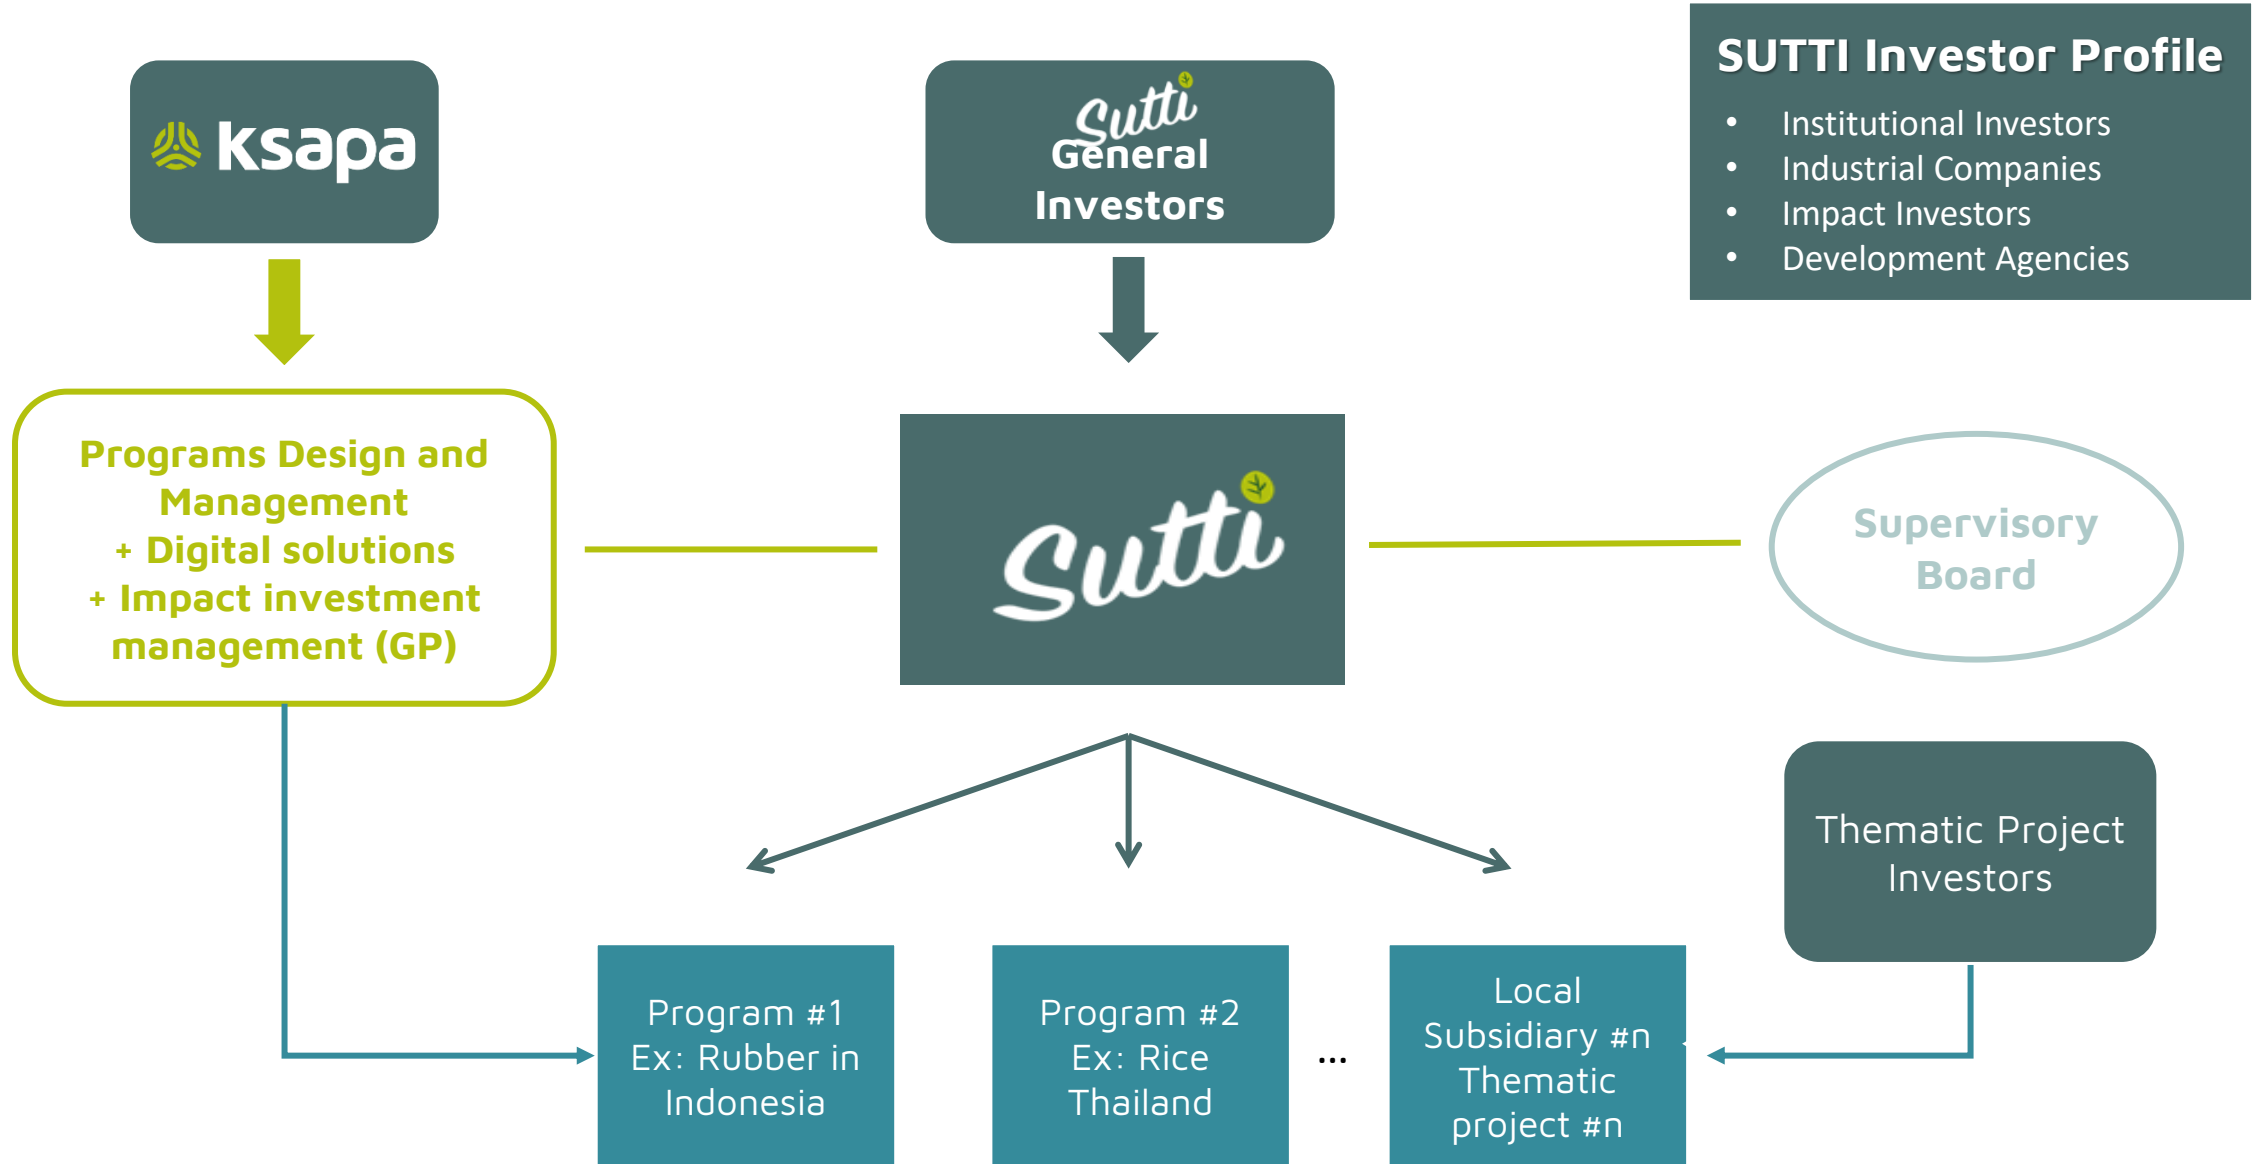 ksapa
Sutti
General
Investors
SUTTI Investor Profile
• Institutional Investors
• Industrial Companies
• Impact Investors
• Development Agencies
Programs Design and
Management
+ Digital solutions
+ Impact investment
management (GP)
Sutti
Supervisory
Board
Thematic Project
Investors
Program #1
Ex: Rubber in
Indonesia
Program #2
Ex: Rice
Thailand
...
Local
Subsidiary #n
Thematic
project #n